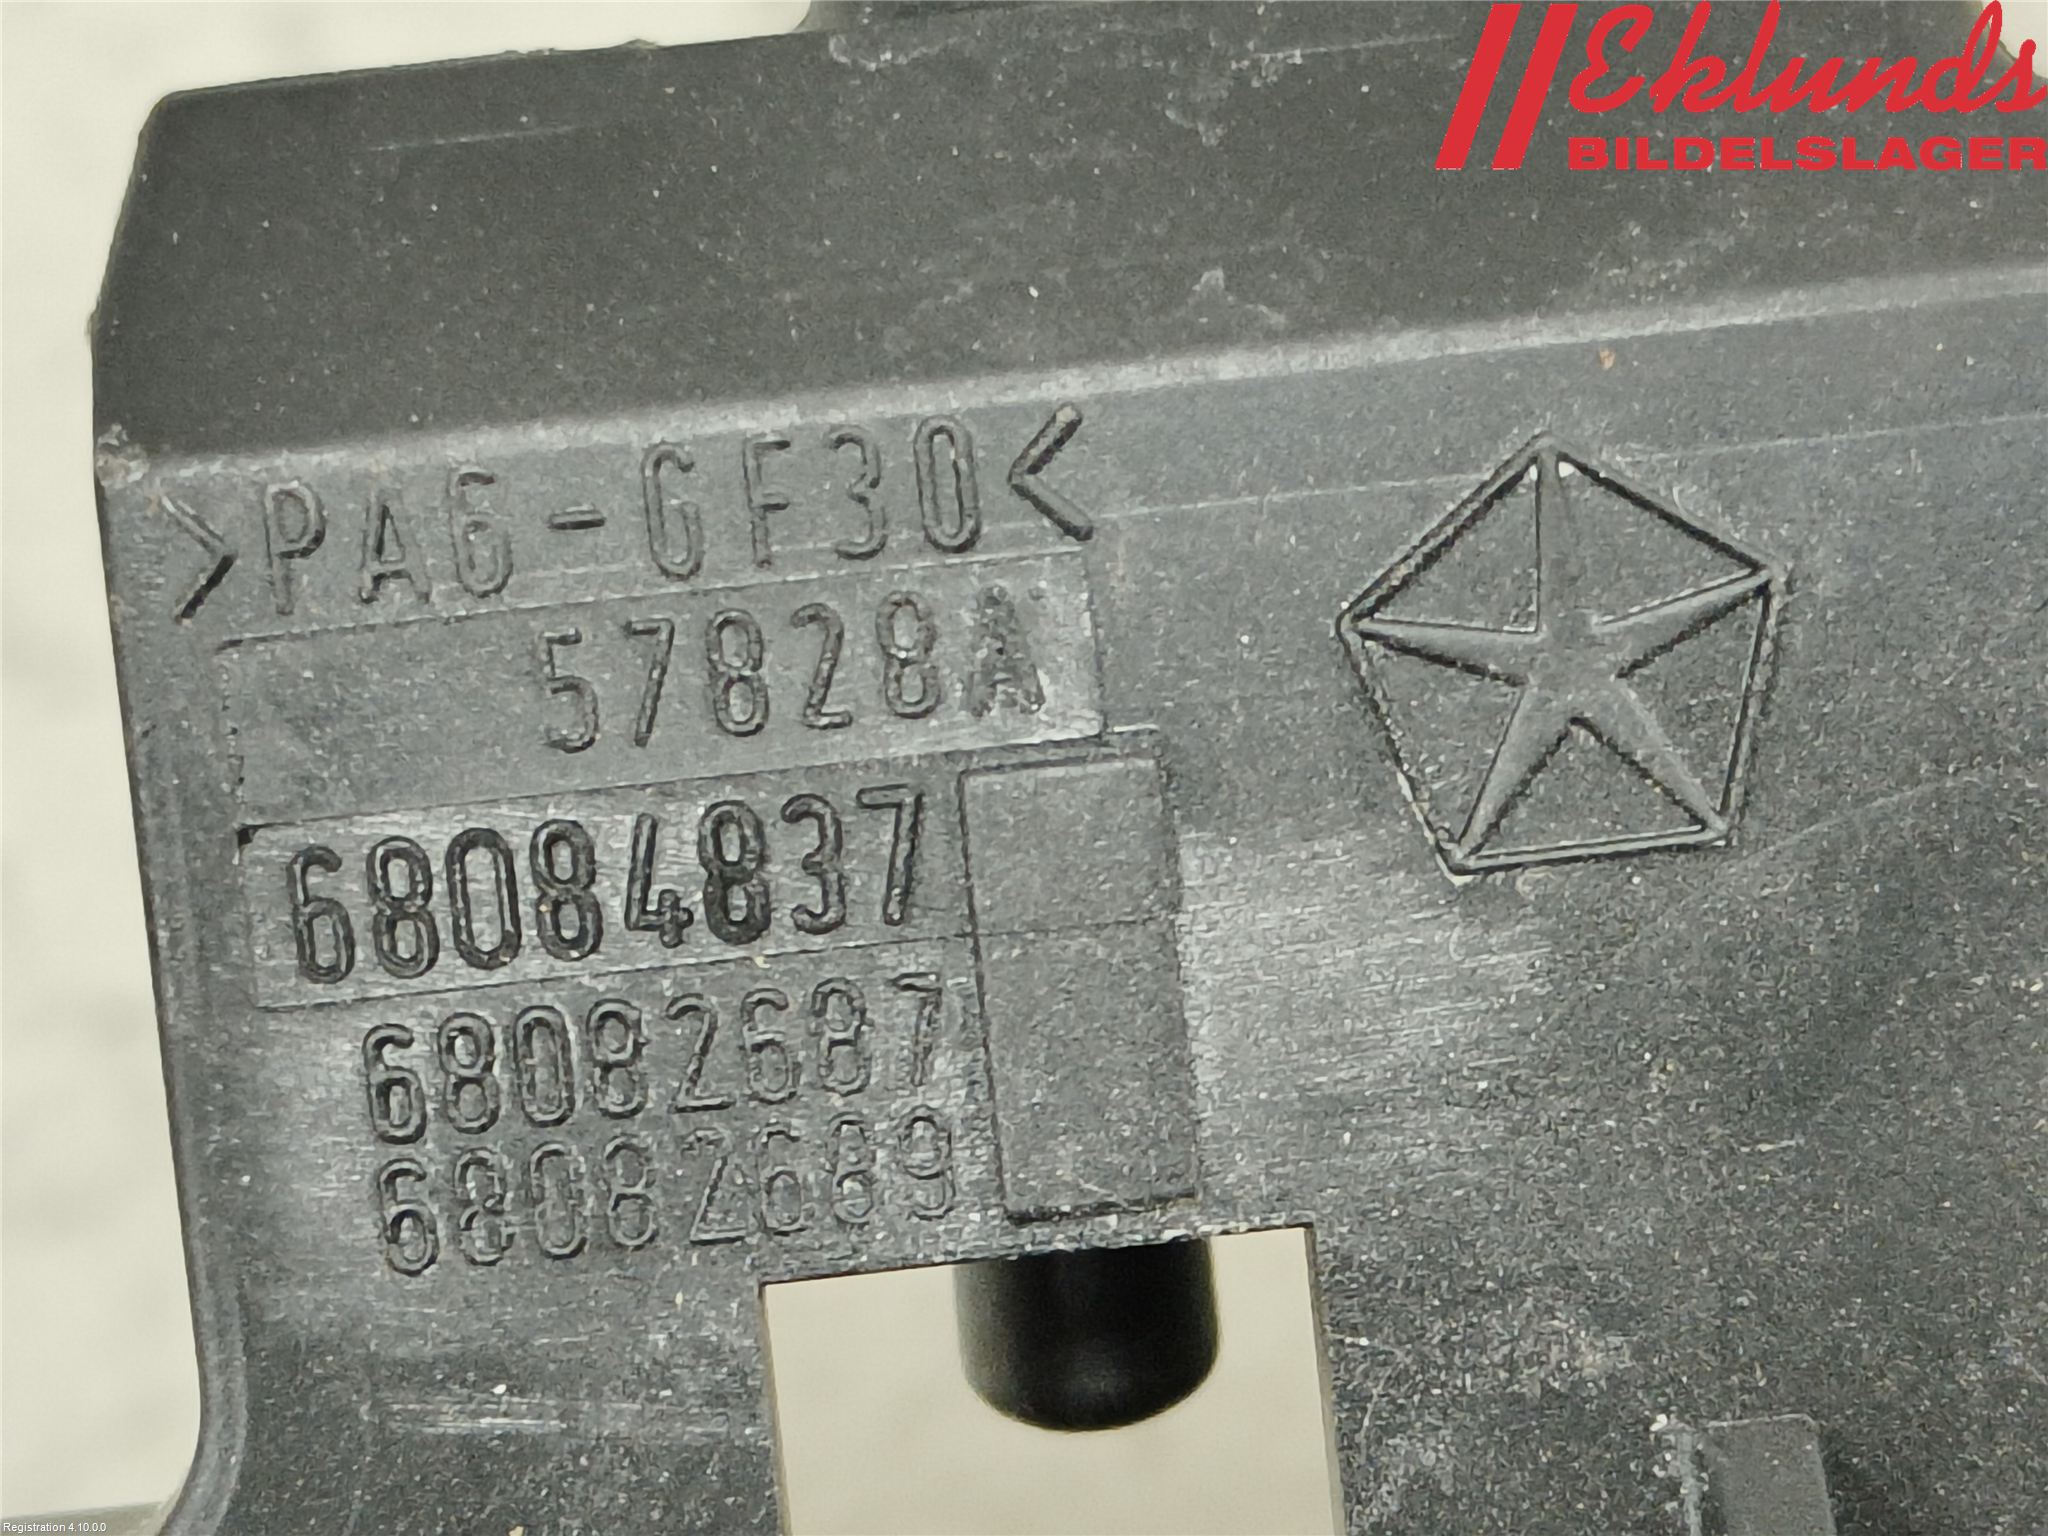 Eklunds
BILDELSLAGER
>PA6-GF30<
57828A
68084837
68082687
68082689
Registration 4.10.0.0